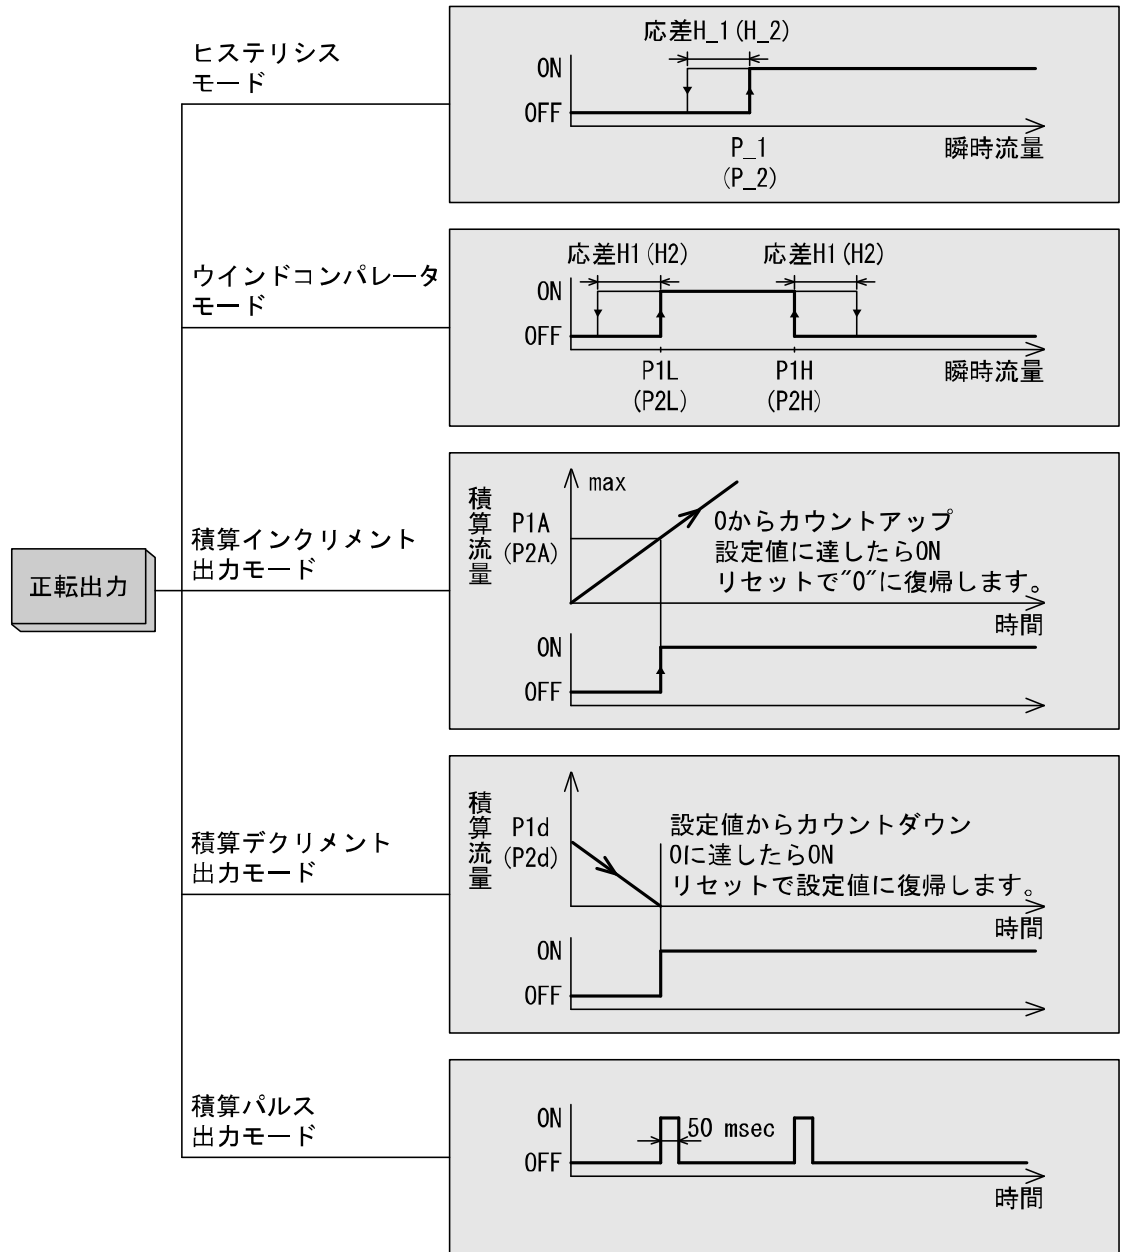 正転出力
ヒステリシス
モード
応差H_1(H_2)
ON
OFF
P_1
(P_2)
瞬時流量
ウインドコンパレータ
モード
応差H1(H2)
応差H1(H2)
ON
OFF
P1L
(P2L)
P1H
(P2H)
瞬時流量
積算インクリメント
出力モード
積算流量
P1A
(P2A)
max
0からカウントアップ
設定値に達したらON
リセットで"0"に復帰します。
時間
ON
OFF
積算デクリメント
出力モード
積算流量
P1d
(P2d)
設定値からカウントダウン
0に達したらON
リセットで設定値に復帰します。
時間
ON
OFF
積算パルス
出力モード
ON
OFF
50 msec
時間